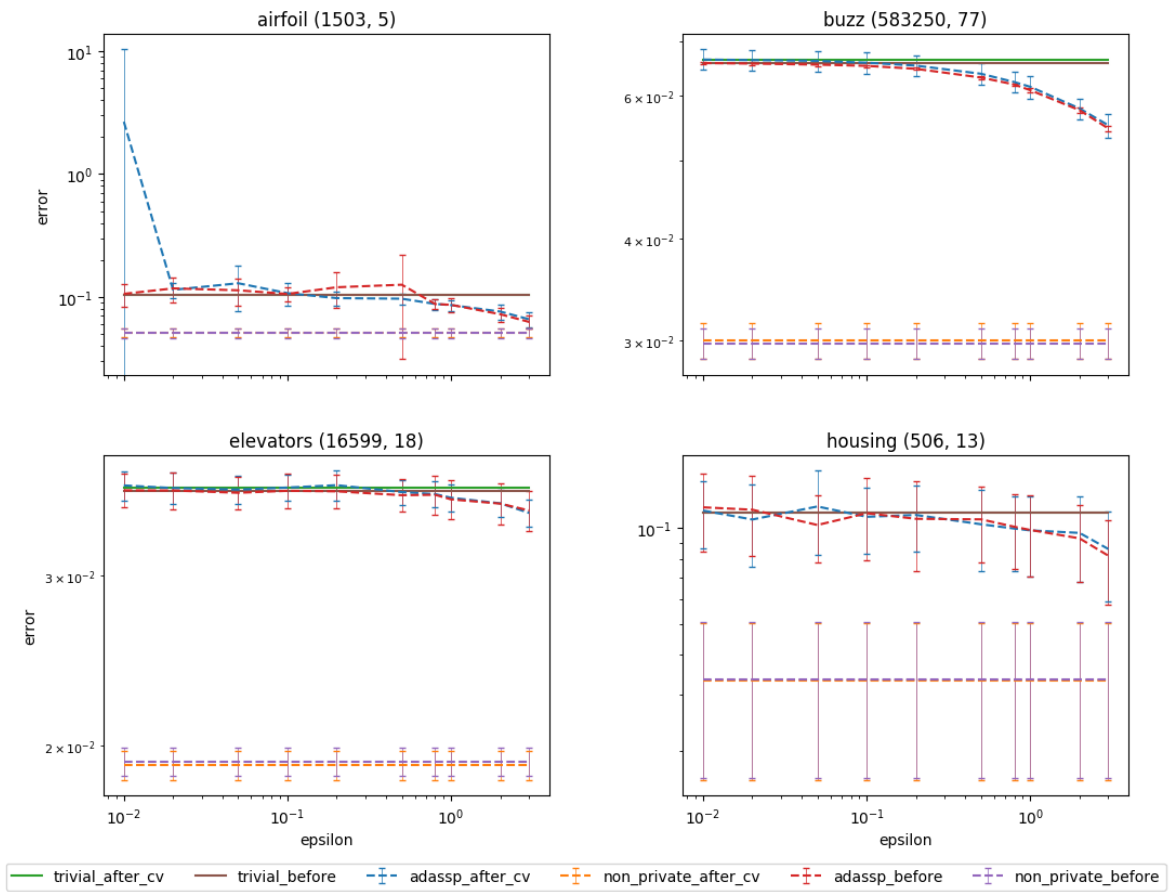 airfoil (1503, 5)
buzz (583250, 77)
error
10¹
10⁰
10⁻¹
6 × 10⁻²
4 × 10⁻²
3 × 10⁻²
elevators (16599, 18)
housing (506, 13)
error
3 × 10⁻²
2 × 10⁻²
10⁻¹
10⁻² 10⁻¹ 10⁰
10⁻² 10⁻¹ 10⁰
epsilon
epsilon
trivial_after_cv trivial_before adassp_after_cv non_private_after_cv adassp_before non_private_before